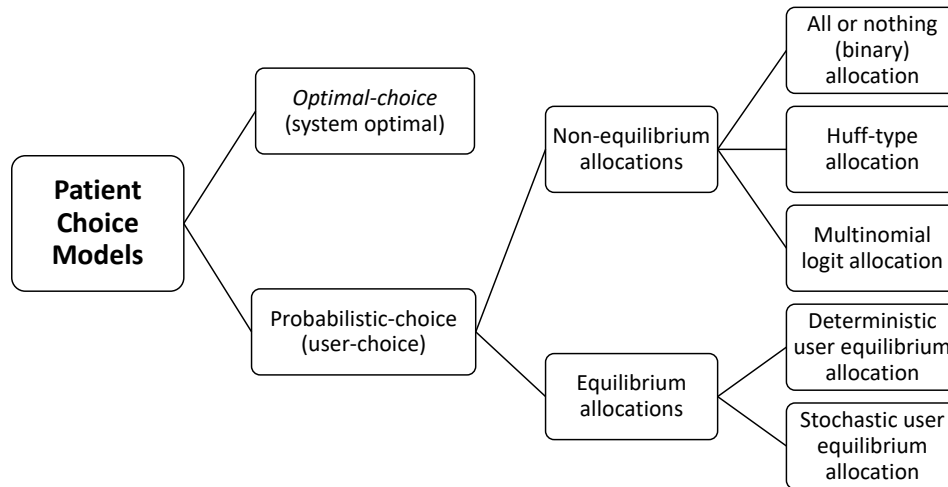 Patient
Choice
Models
Optimal-choice
(system optimal)
Probabilistic-choice
(user-choice)
Non-equilibrium
allocations
Equilibrium
allocations
All or nothing
(binary)
allocation
Huff-type
allocation
Multinomial
logit allocation
Deterministic
user equilibrium
allocation
Stochastic user
equilibrium
allocation